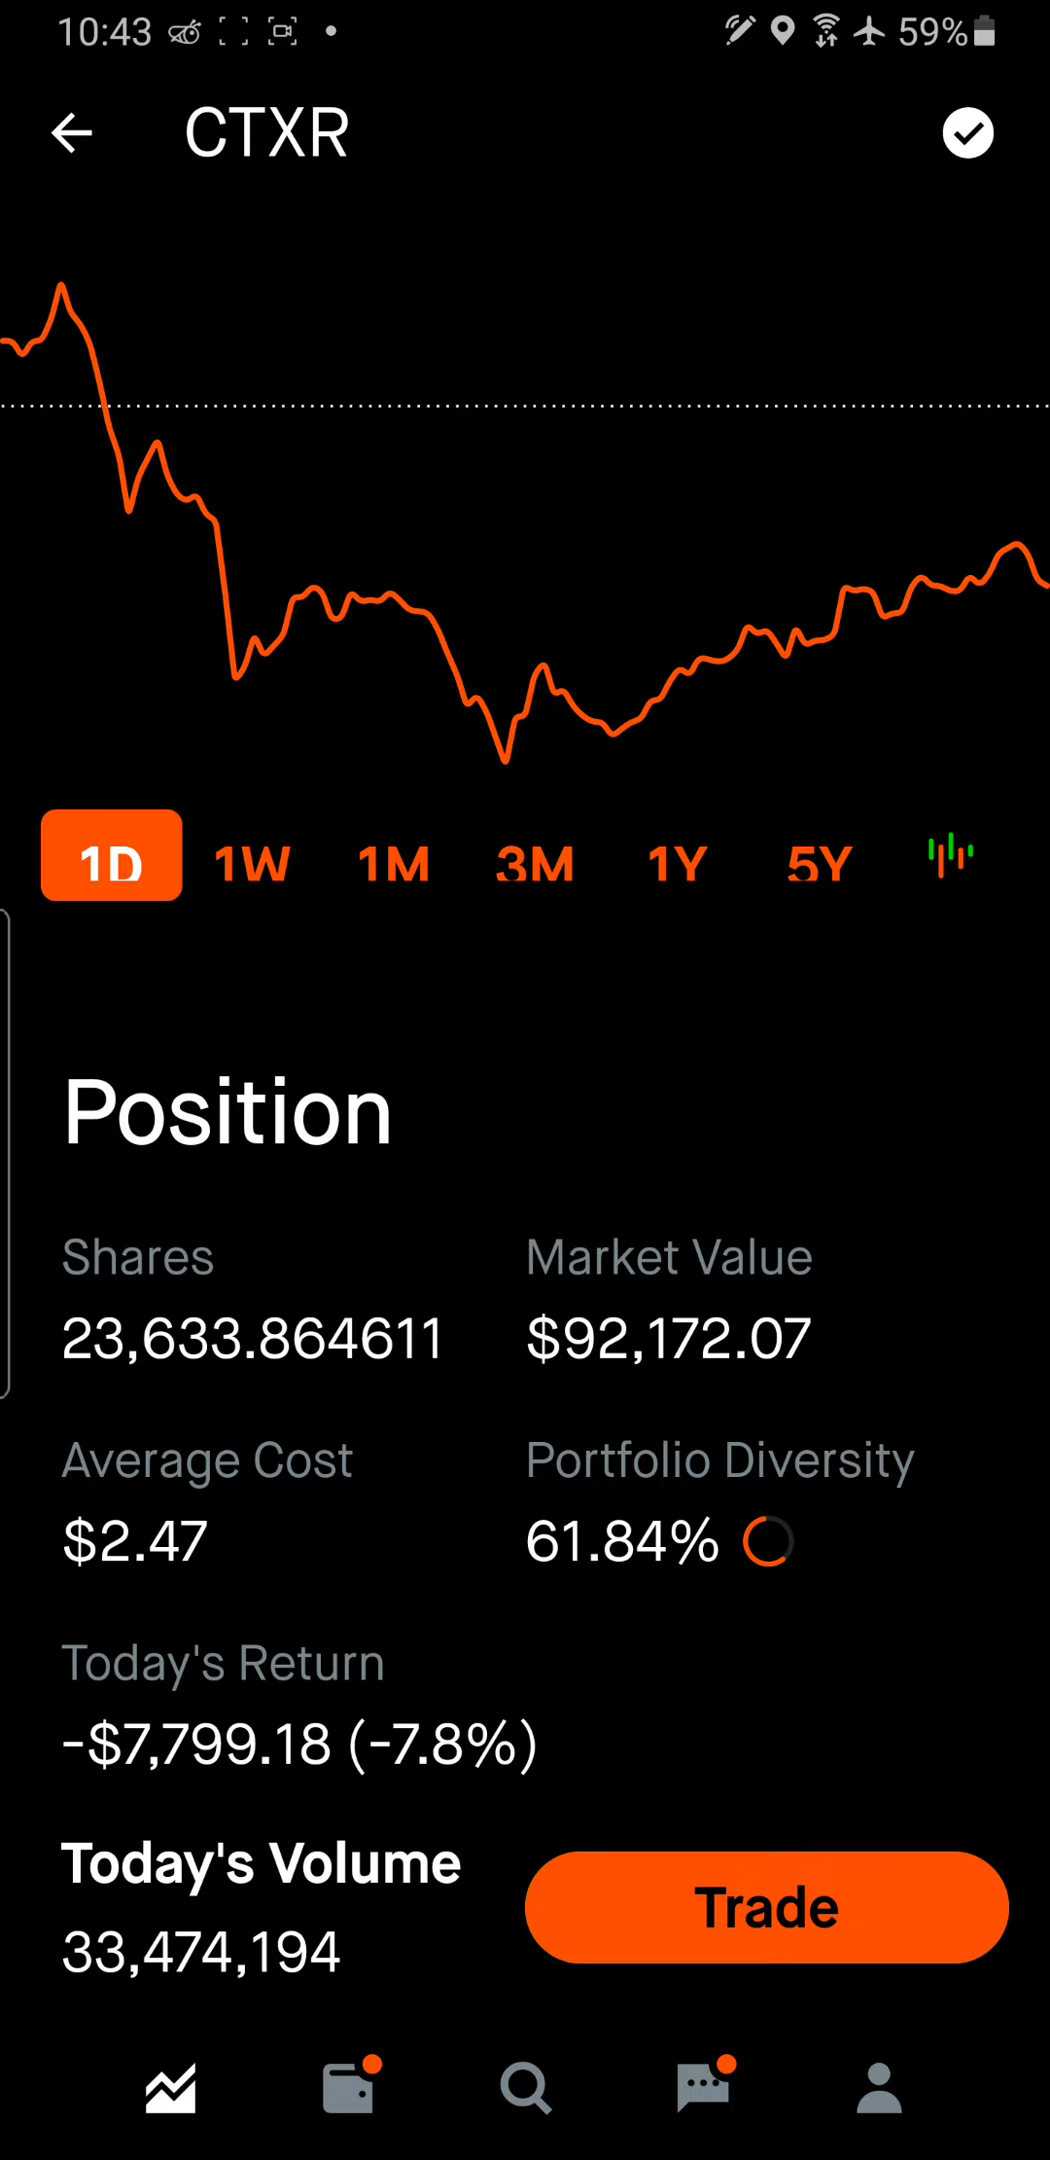 10:43 59%
CTXR
1D 1W 1M 3M 1Y 5Y
Position
Shares Market Value
23,633.864611 $92,172.07
Average Cost Portfolio Diversity
$2.47 61.84%
Today's Return
-$7,799.18 (-7.8%)
Today's Volume
Trade
33,474,194